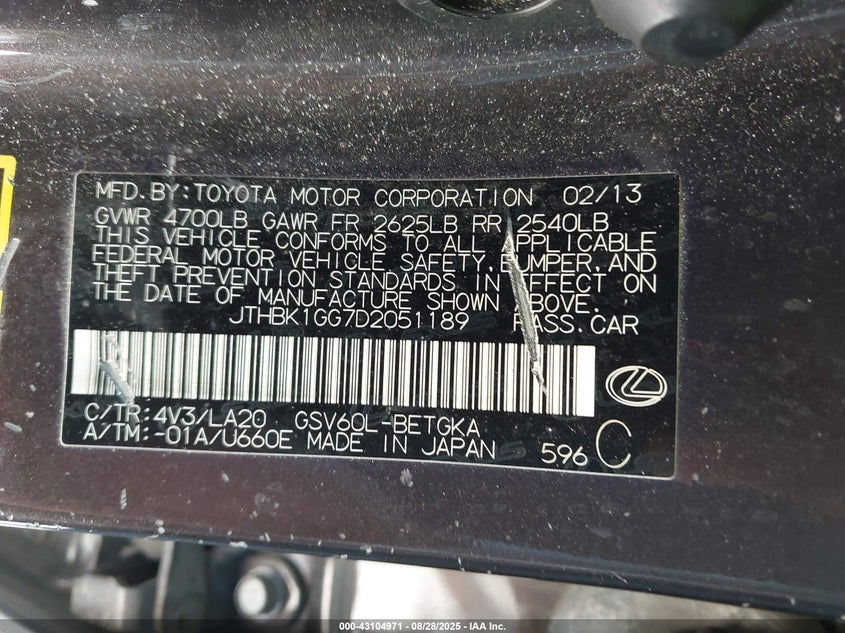 MFD.BY:TOYOTA MOTOR CORPORATION 02/13
GVWR 4700LB GAWR FR 2625LB RR 2540LB
THIS VEHICLE CONFORMS TO ALL APPLICABLE
FEDERAL MOTOR VEHICLE SAFETY,BUMPER,AND
THEFT PREVENTION STANDARDS IN EFFECT ON
THE DATE OF MANUFACTURE SHOWN ABOVE.
JTHBK1GG7D2051189 PASS.CAR
C/TR:4V3/LA20 GSV60L-BETGKA
A/TM:-01A/U660E MADE IN JAPAN 596 C
000-43104971 | 08/28/2025 - IAA Inc.